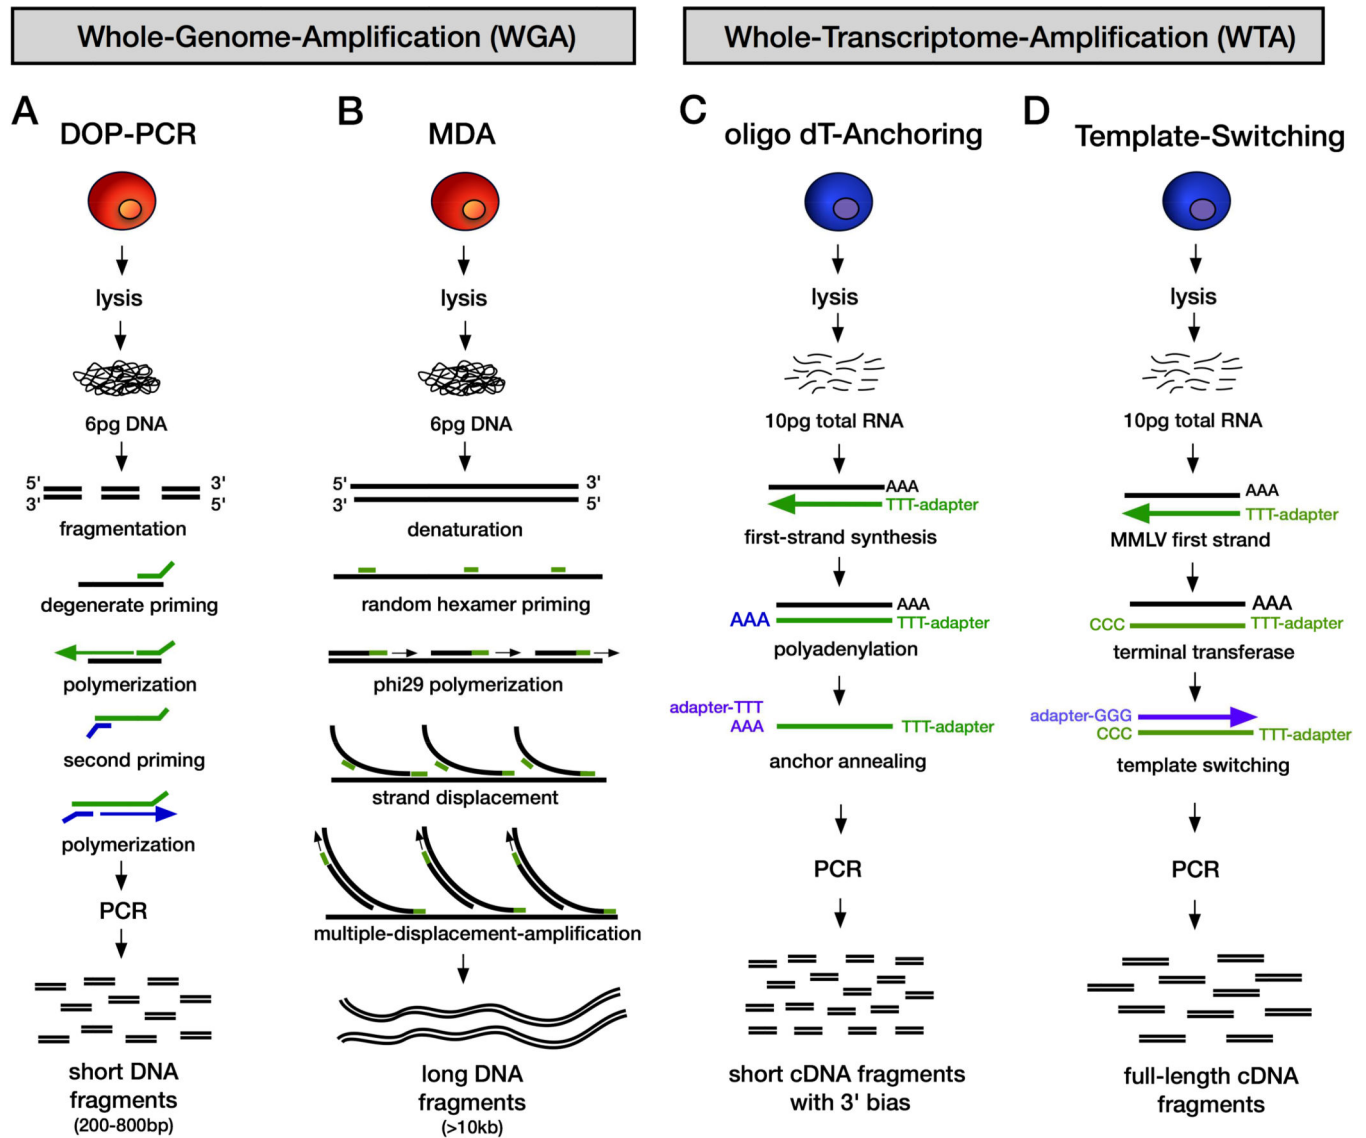 Whole-Genome-Amplification (WGA)
Whole-Transcriptome-Amplification (WTA)
A
DOP-PCR
lysis
6pg DNA
5'
3'
3'
5'
fragmentation
degenerate priming
polymerization
second priming
polymerization
PCR
short DNA
fragments
(200-800bp)
B
MDA
lysis
6pg DNA
5'
3'
3'
5'
denaturation
random hexamer priming
phi29 polymerization
strand displacement
multiple-displacement-amplification
long DNA
fragments
(>10kb)
C
oligo dT-Anchoring
lysis
10pg total RNA
AAA
TTT-adapter
first-strand synthesis
AAA
AAA
TTT-adapter
polyadenylation
adapter-TTT
AAA
TTT-adapter
anchor annealing
PCR
short cDNA fragments
with 3' bias
D
Template-Switching
lysis
10pg total RNA
AAA
TTT-adapter
MMLV first strand
AAA
CCC
TTT-adapter
terminal transferase
adapter-GGG
CCC
TTT-adapter
template switching
PCR
full-length cDNA
fragments